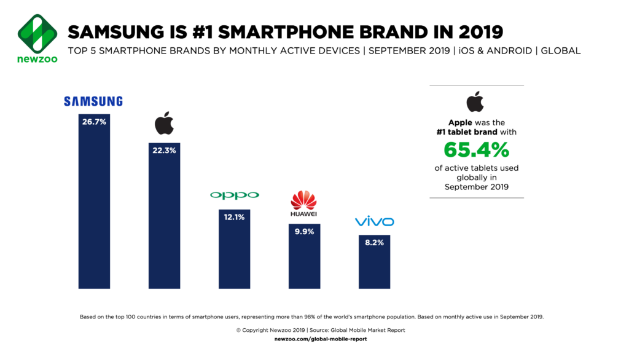 SAMSUNG IS #1 SMARTPHONE BRAND IN 2019
TOP 5 SMARTPHONE BRANDS BY MONTHLY ACTIVE DEVICES | SEPTEMBER 2019 | iOS & ANDROID | GLOBAL
newzoo
SAMSUNG
26.7%
22.3%
oppo
12.1%
HUAWEI
9.9%
vivo
8.2%
Apple was the
#1 tablet brand with
65.4%
of active tablets used
globally in
September 2019
Based on the top 100 countries in terms of smartphone users, representing more than 98% of the world's smartphone population. Based on monthly active use in September 2019.
© Copyright Newzoo 2019 | Source: Global Mobile Market Report
newzoo.com/global-mobile-report